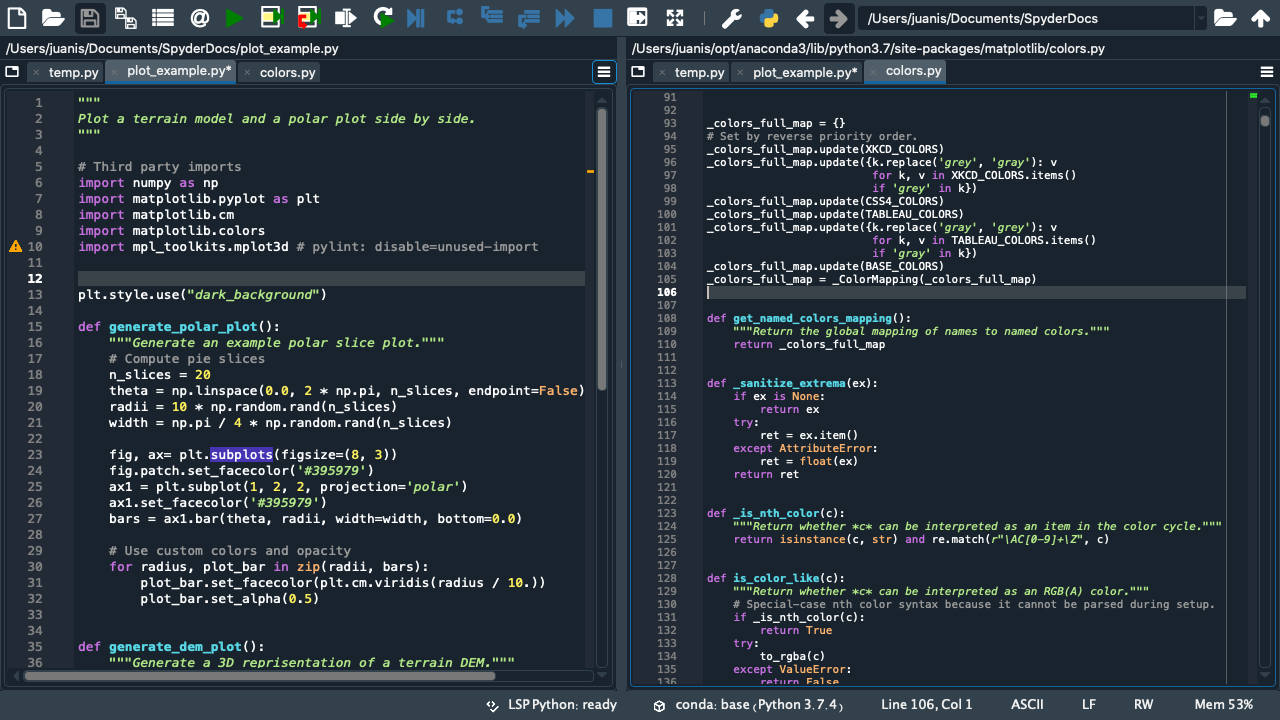 /Users/juanis/Documents/SpyderDocs
/Users/juanis/Documents/SpyderDocs/plot_example.py
temp.py plot_example.py* colors.py
1 """
2 Plot a terrain model and a polar plot side by side.
3 """
4
5 # Third party imports
6 import numpy as np
7 import matplotlib.pyplot as plt
8 import matplotlib.cm
9 import matplotlib.colors
10 import mpl_toolkits.mplot3d # pylint: disable=unused-import
11
12
13 plt.style.use("dark_background")
14
15 def generate_polar_plot():
16 """Generate an example polar slice plot."""
17 # Compute pie slices
18 n_slices = 20
19 theta = np.linspace(0.0, 2 * np.pi, n_slices, endpoint=False)
20 radii = 10 * np.random.rand(n_slices)
21 width = np.pi / 4 * np.random.rand(n_slices)
22
23 fig, ax= plt.subplots(figsize=(8, 3))
24 fig.patch.set_facecolor('#395979')
25 ax1 = plt.subplot(1, 2, 2, projection='polar')
26 ax1.set_facecolor('#395979')
27 bars = ax1.bar(theta, radii, width=width, bottom=0.0)
28
29 # Use custom colors and opacity
30 for radius, plot_bar in zip(radii, bars):
31 plot_bar.set_facecolor(plt.cm.viridis(radius / 10.))
32 plot_bar.set_alpha(0.5)
33
34
35 def generate_dem_plot():
36 """Generate a 3D reprisentation of a terrain DEM."""
/Users/juanis/opt/anaconda3/lib/python3.7/site-packages/matplotlib/colors.py
temp.py plot_example.py* colors.py
91
92
93 _colors_full_map = {}
94 # Set by reverse priority order.
95 _colors_full_map.update(XKCD_COLORS)
96 _colors_full_map.update({k.replace('grey', 'gray'): v
97 for k, v in XKCD_COLORS.items()
98 if 'grey' in k})
99 _colors_full_map.update(CSS4_COLORS)
100 _colors_full_map.update(TABLEAU_COLORS)
101 _colors_full_map.update({k.replace('gray', 'grey'): v
102 for k, v in TABLEAU_COLORS.items()
103 if 'gray' in k})
104 _colors_full_map.update(BASE_COLORS)
105 _colors_full_map = _ColorMapping(_colors_full_map)
106
107
108 def get_named_colors_mapping():
109 """Return the global mapping of names to named colors."""
110 return _colors_full_map
111
112
113 def _sanitize_extrema(ex):
114 if ex is None:
115 return ex
116 try:
117 ret = ex.item()
118 except AttributeError:
119 ret = float(ex)
120 return ret
121
122
123 def _is_nth_color(c):
124 """Return whether *c* can be interpreted as an item in the color cycle."""
125 return isinstance(c, str) and re.match(r"\AC[0-9]+\Z", c)
126
127
128 def is_color_like(c):
129 """Return whether *c* can be interpreted as an RGB(A) color."""
130 # Special-case nth color syntax because it cannot be parsed during setup.
131 if _is_nth_color(c):
132 return True
133 try:
134 to_rgba(c)
135 except ValueError:
136 return False
LSP Python: ready conda: base (Python 3.7.4) Line 106, Col 1 ASCII LF RW Mem 53%